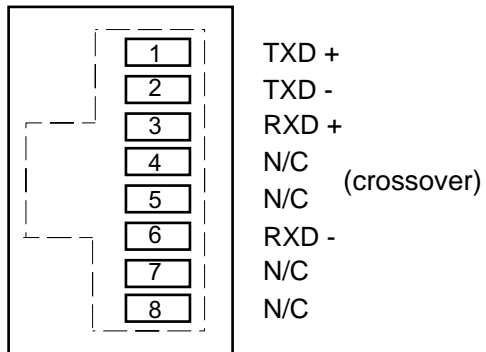 1 TXD +
2 TXD -
3 RXD +
4 N/C
(crossover)
5 N/C
6 RXD -
7 N/C
8 N/C